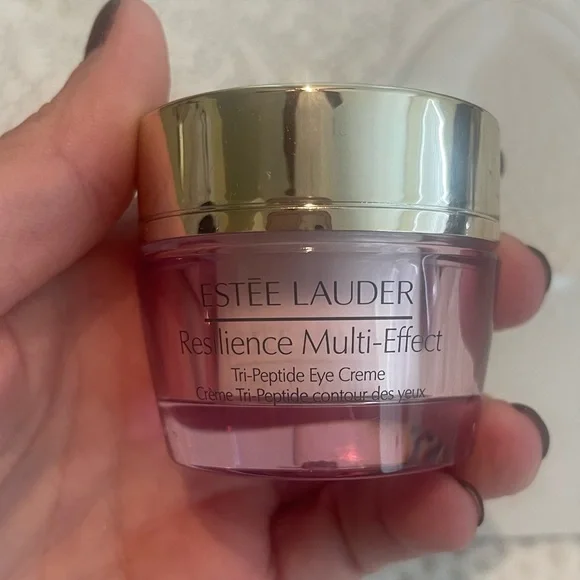 ESTĒE LAUDER
Resilience Multi-Effect
Tri-Peptide Eye Creme
Crème Tri-Peptide contour des yeux